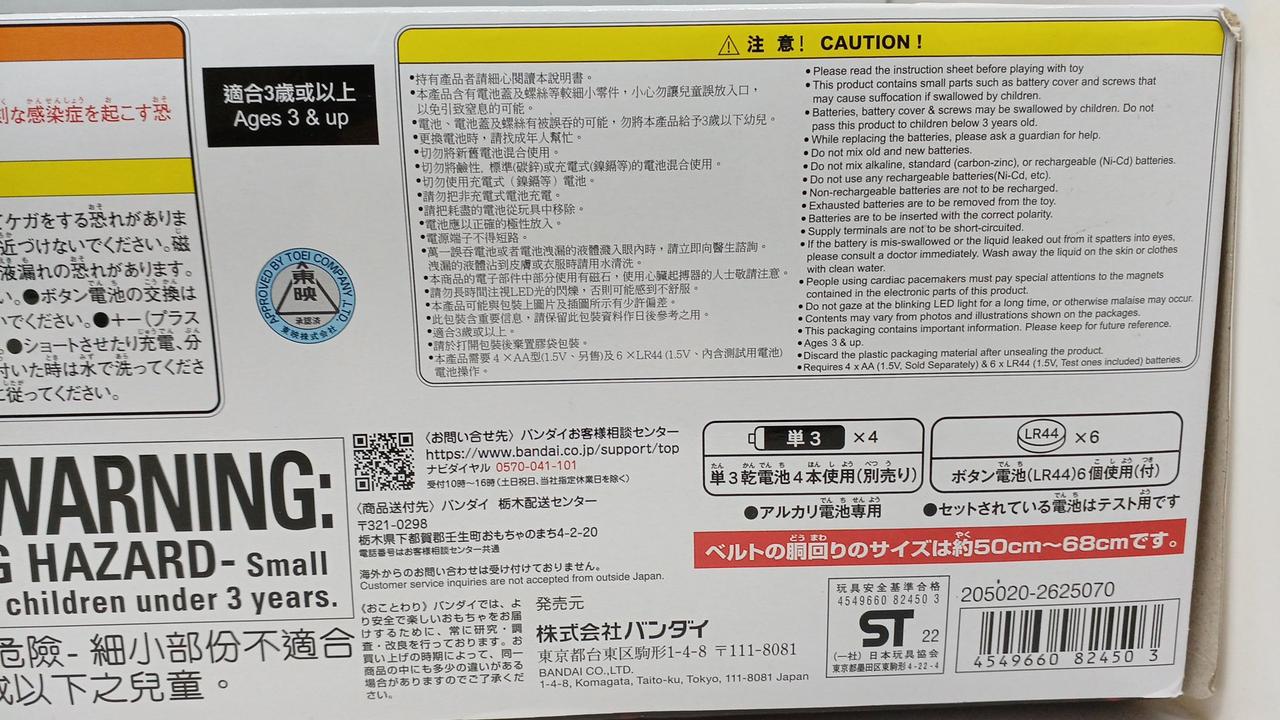 刻な感染症を起こす恐
てケガをする恐れがありま
近づけないでください。磁
液漏れの恐れがあります。
い。●ボタン電池の交換は
いでください。●+−(プラス
。●ショートさせたり充電、分
付いた時は水で洗ってくださ
に従ってください。
適合3歳或以上
Ages 3 & up
APPROVED BY TOEI COMPANY, LTD.
東映
承認済
東映株式会社
⚠ 注 意! CAUTION !
•持有產品者請細心閱讀本說明書。
•本產品含有電池蓋及螺絲等較細小零件，小心勿讓兒童誤放入口，
以免引致窒息的可能。
•電池、電池蓋及螺絲有被誤吞的可能，勿將本產品給予3歲以下幼兒。
•更換電池時，請找成年人幫忙。
•切勿將新舊電池混合使用。
•切勿將鹼性, 標準(碳鋅)或充電式(鎳鎘等)的電池混合使用。
•切勿使用充電式（鎳鎘等）電池。
•請勿把非充電式電池充電。
•請把耗盡的電池從玩具中移除。
•電池應以正確的極性放入。
•電源端子不得短路。
•萬一誤吞電池或者電池洩漏的液體濺入眼內時，請立即向醫生諮詢。
洩漏的液體沾到皮膚或衣服時請用水清洗。
•本商品的電子部件中部分使用有磁石，使用心臟起搏器的人士敬請注意。
•請勿長時間注視LED光的閃爍，否則可能感到不舒服。
•本產品可能與包裝上圖片及插圖所示有少許偏差。
•此包裝含重要信息，請保留此包裝資料作日後參考之用。
•適合3歲或以上。
•請於打開包裝後棄置膠袋包裝。
•本產品需要4×AA型(1.5V、另售)及6×LR44 (1.5V、內含測試用電池)
電池操作。
• Please read the instruction sheet before playing with toy
• This product contains small parts such as battery cover and screws that
may cause suffocation if swallowed by children.
• Batteries, battery cover & screws may be swallowed by children. Do not
pass this product to children below 3 years old.
• While replacing the batteries, please ask a guardian for help.
• Do not mix old and new batteries.
• Do not mix alkaline, standard (carbon-zinc), or rechargeable (Ni-Cd) batteries.
• Do not use any rechargeable batteries(Ni-Cd, etc).
• Non-rechargeable batteries are not to be recharged.
• Exhausted batteries are to be removed from the toy.
• Batteries are to be inserted with the correct polarity.
• Supply terminals are not to be short-circuited.
• If the battery is mis-swallowed or the liquid leaked out from it spatters into eyes,
please consult a doctor immediately. Wash away the liquid on the skin or clothes
with clean water.
• People using cardiac pacemakers must pay special attentions to the magnets
contained in the electronic parts of this product.
• Do not gaze at the blinking LED light for a long time, or otherwise malaise may occur.
• Contents may vary from photos and illustrations shown on the packages.
• This packaging contains important information. Please keep for future reference.
• Ages 3 & up.
• Discard the plastic packaging material after unsealing the product.
• Requires 4 x AA (1.5V, Sold Separately) & 6 x LR44 (1.5V, Test ones included) batteries.
WARNING:
G HAZARD- Small
children under 3 years.
危險- 細小部份不適合
或以下之兒童。
〈お問い合せ先〉バンダイお客様相談センター
https://www.bandai.co.jp/support/top
ナビダイヤル 0570-041-101
受付10時〜16時(土日祝日、当社指定休業日を除く)
〈商品送付先〉バンダイ 栃木配送センター
〒321-0298
栃木県下都賀郡壬生町おもちゃのまち4-2-20
電話番号はお客様相談センター共通
海外からのお問い合わせは受け付けておりません。
Customer service inquiries are not accepted from outside Japan.
《おことわり》バンダイでは、よ
り安全で楽しいおもちゃをお届
けするために、常に研究・調
査・改良を行っております。お
買い上げの時期によって、同一
商品の中にも多少の違いがある
場合がありますのでご了承くだ
さい。
発売元
株式会社バンダイ
東京都台東区駒形1-4-8 〒111-8081
BANDAI CO.,LTD.
1-4-8, Komagata, Taito-ku, Tokyo, 111-8081 Japan
単3 ×4
単3乾電池4本使用(別売り)
●アルカリ電池専用
LR44 ×6
ボタン電池(LR44)6個使用(付)
●セットされている電池はテスト用です
ベルトの胴回りのサイズは約50cm〜68cmです。
玩具安全基準合格
4549660 82450 3
ST 22
(一社) 日本玩具協会
東京都墨田区東駒形4-22-4
205020-2625070
4549660 82450 3